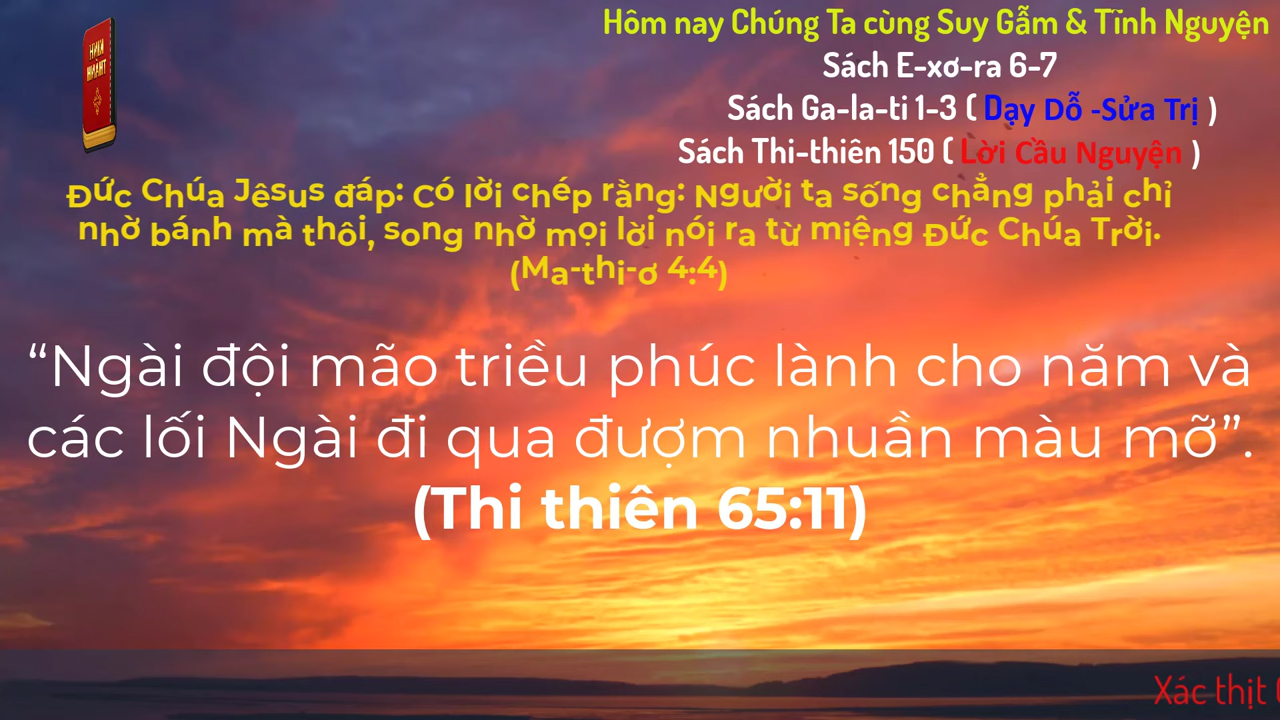 Hôm nay Chúng Ta cùng Suy Gẫm & Tĩnh Nguyện
Sách E-xơ-ra 6-7
Sách Ga-la-ti 1-3 ( Dạy Dỗ -Sửa Trị )
Sách Thi-thiên 150 ( Lời Cầu Nguyện )
Đức Chúa Jêsus đáp: Có lời chép rằng: Người ta sống chẳng phải chỉ
nhờ bánh mà thôi, song nhờ mọi lời nói ra từ miệng Đức Chúa Trời.
(Ma-thi-ơ 4:4)
“Ngài đội mão triều phúc lành cho năm và
các lối Ngài đi qua đượm nhuần màu mỡ”.
(Thi thiên 65:11)
Xác thịt